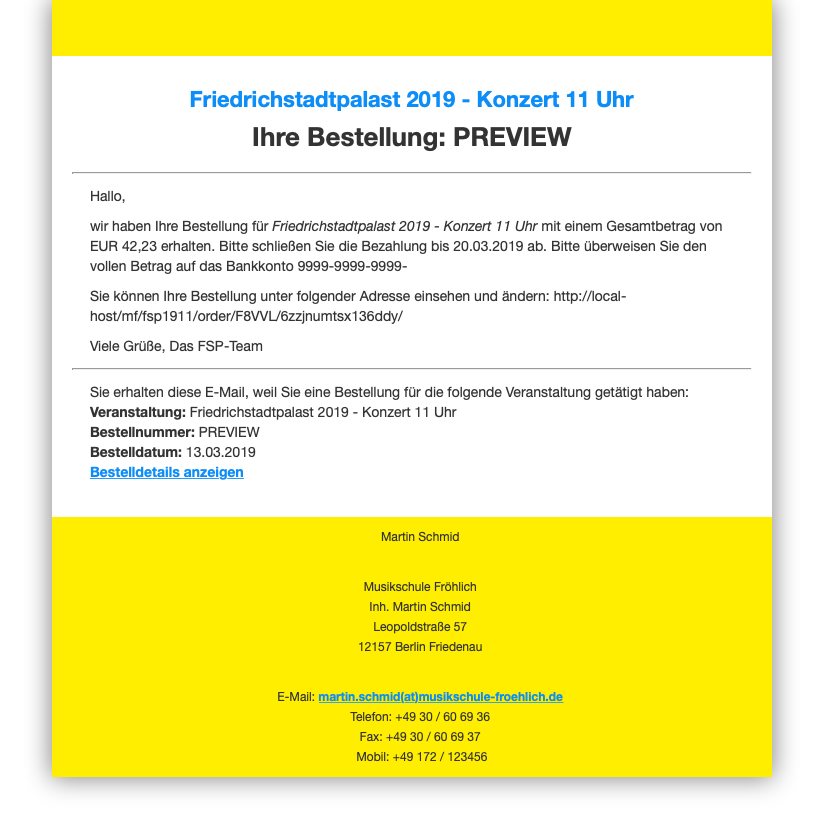 Friedrichstadtpalast 2019 - Konzert 11 Uhr
Ihre Bestellung: PREVIEW
Hallo,
wir haben Ihre Bestellung für Friedrichstadtpalast 2019 - Konzert 11 Uhr mit einem Gesamtbetrag von
EUR 42,23 erhalten. Bitte schließen Sie die Bezahlung bis 20.03.2019 ab. Bitte überweisen Sie den
vollen Betrag auf das Bankkonto 9999-9999-9999-
Sie können Ihre Bestellung unter folgender Adresse einsehen und ändern: http://local-
host/mf/fsp1911/order/F8VVL/6zzjnumtsx136ddy/
Viele Grüße, Das FSP-Team
Sie erhalten diese E-Mail, weil Sie eine Bestellung für die folgende Veranstaltung getätigt haben:
Veranstaltung: Friedrichstadtpalast 2019 - Konzert 11 Uhr
Bestellnummer: PREVIEW
Bestelldatum: 13.03.2019
Bestelldetails anzeigen
Martin Schmid
Musikschule Fröhlich
Inh. Martin Schmid
Leopoldstraße 57
12157 Berlin Friedenau
E-Mail: martin.schmid(at)musikschule-froehlich.de
Telefon: +49 30 / 60 69 36
Fax: +49 30 / 60 69 37
Mobil: +49 172 / 123456